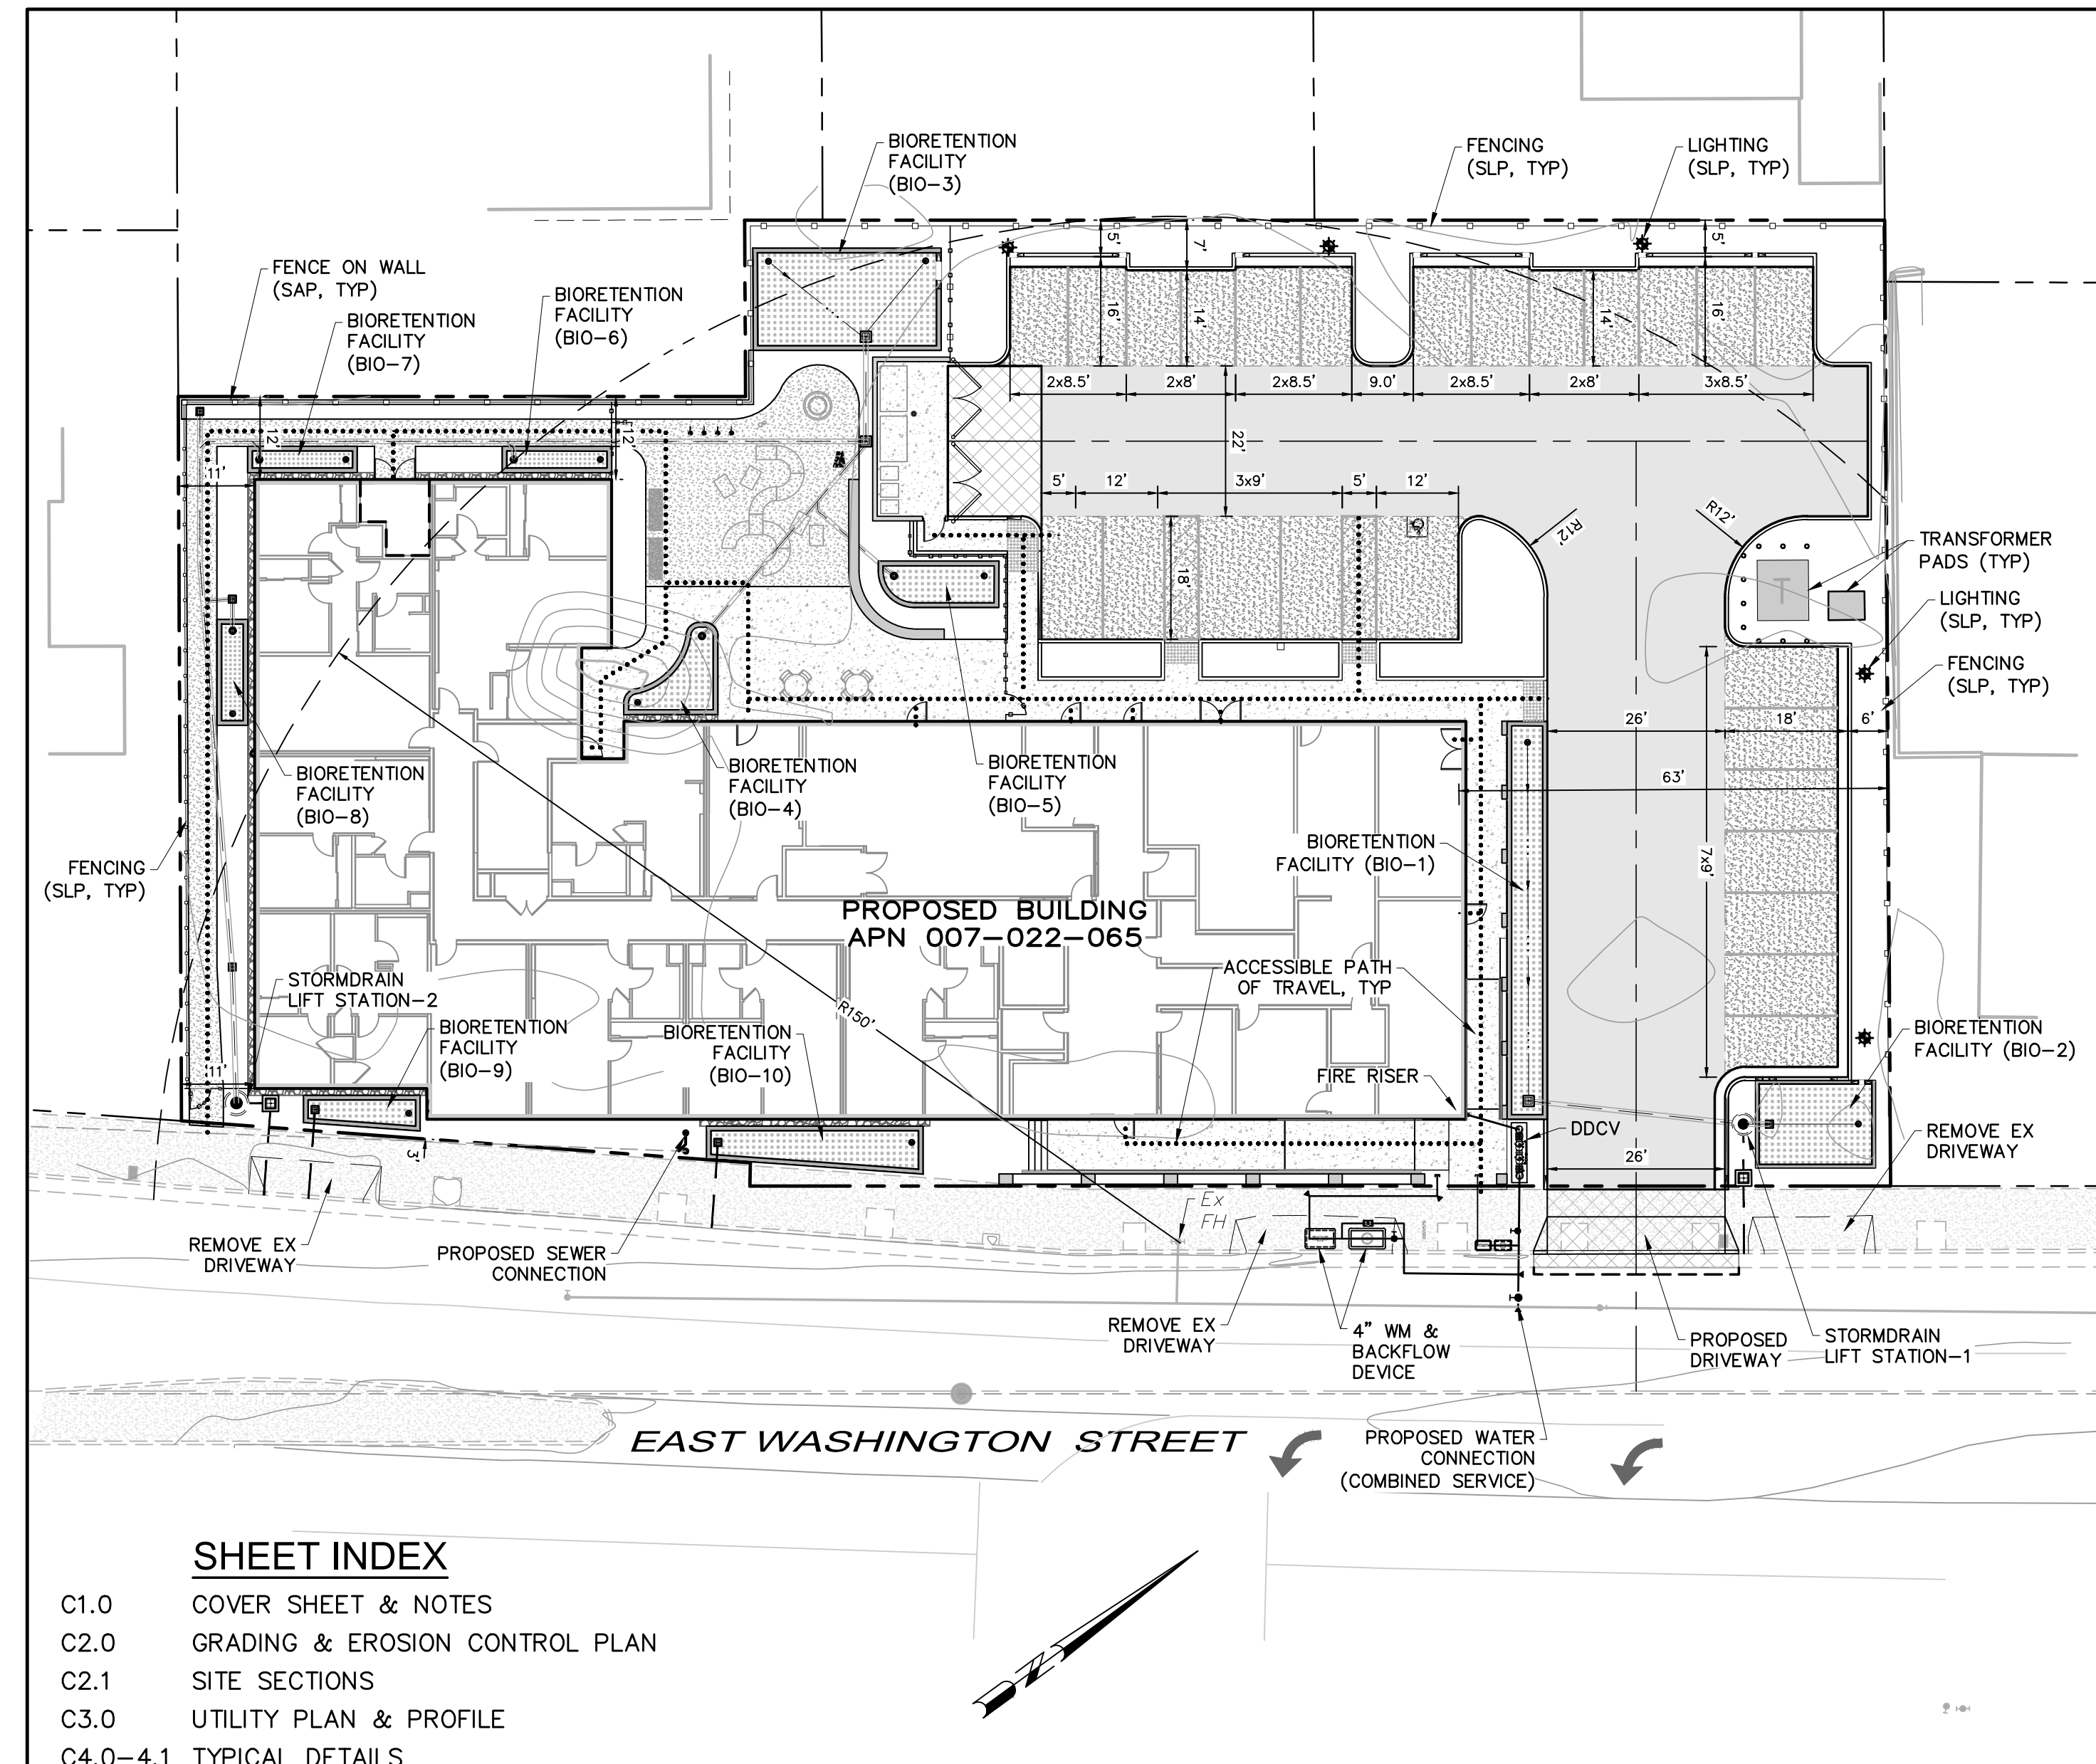 BIORETENTION
FACILITY
(BIO-3)
FENCING
(SLP, TYP)
LIGHTING
(SLP, TYP)
FENCE ON WALL
(SAP, TYP)
BIORETENTION
FACILITY
(BIO-7)
BIORETENTION
FACILITY
(BIO-6)
5'
7'
5'
16'
14'
14'
16'
2x8.5'
2x8'
2x8.5'
9.0'
2x8.5'
2x8'
3x8.5'
12'
12'
11'
22'
5'
12'
3x9'
5'
12'
R12'
R12'
18'
T
TRANSFORMER
PADS (TYP)
LIGHTING
(SLP, TYP)
FENCING
(SLP, TYP)
26'
18'
6'
63'
BIORETENTION
FACILITY
(BIO-8)
BIORETENTION
FACILITY
(BIO-4)
BIORETENTION
FACILITY
(BIO-5)
BIORETENTION
FACILITY (BIO-1)
7x9'
FENCING
(SLP, TYP)
PROPOSED BUILDING
APN 007-022-065
ACCESSIBLE PATH
OF TRAVEL, TYP
STORMDRAIN
LIFT STATION-2
R150'
BIORETENTION
FACILITY
(BIO-9)
BIORETENTION
FACILITY
(BIO-10)
FIRE RISER
BIORETENTION
FACILITY (BIO-2)
11'
DDCV
26'
3'
REMOVE EX
DRIVEWAY
Ex
FH
REMOVE EX
DRIVEWAY
PROPOSED SEWER
CONNECTION
REMOVE EX
DRIVEWAY
4" WM &
BACKFLOW
DEVICE
PROPOSED
DRIVEWAY
STORMDRAIN
LIFT STATION-1
EAST WASHINGTON STREET
PROPOSED WATER
CONNECTION
(COMBINED SERVICE)
SHEET INDEX
C1.0 COVER SHEET & NOTES
C2.0 GRADING & EROSION CONTROL PLAN
C2.1 SITE SECTIONS
C3.0 UTILITY PLAN & PROFILE
C4.0-4.1 TYPICAL DETAILS